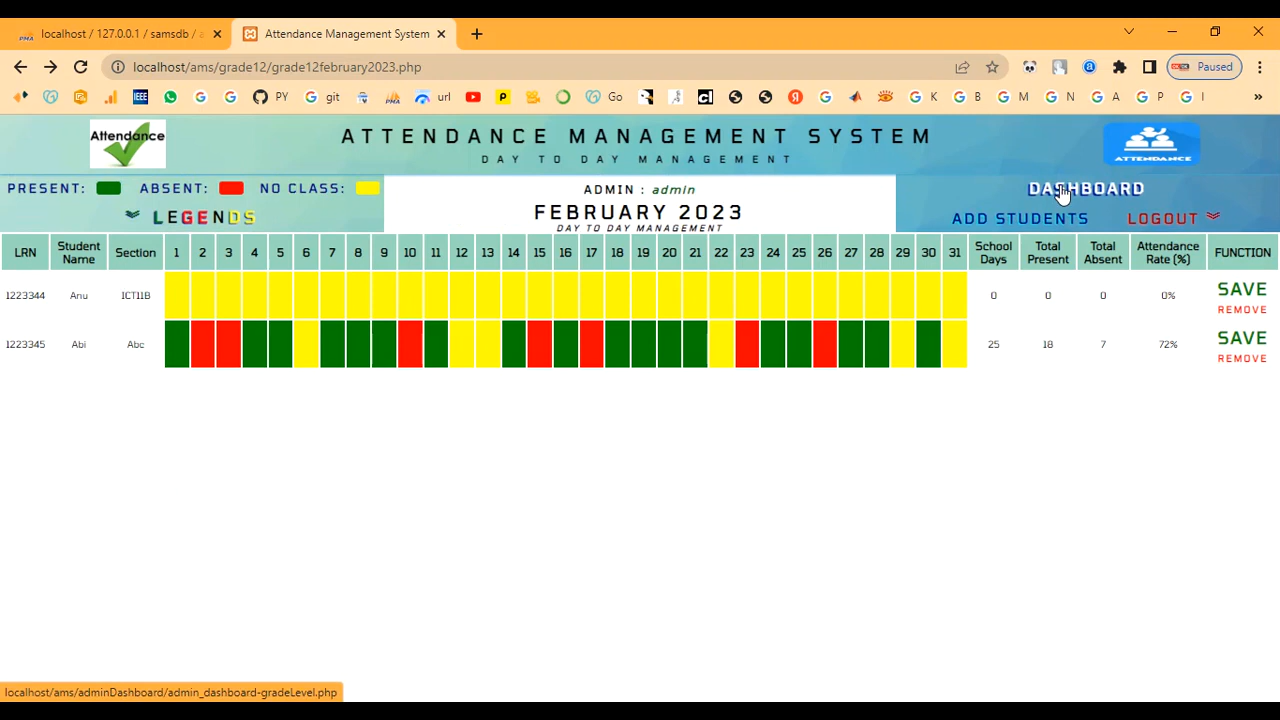 localhost / 127.0.0.1 / samsdb /
Attendance Management System
localhost/ams/grade12/grade12february2023.php
Paused
IEEE PY git url Go K B M N A P I
Attendance
ATTENDANCE MANAGEMENT SYSTEM
DAY TO DAY MANAGEMENT
ATTENDANCE
PRESENT: ABSENT: NO CLASS:
LEGENDS
ADMIN : admin
FEBRUARY 2023
DAY TO DAY MANAGEMENT
DASHBOARD
ADD STUDENTS LOGOUT
LRN Student Name Section 1 2 3 4 5 6 7 8 9 10 11 12 13 14 15 16 17 18 19 20 21 22 23 24 25 26 27 28 29 30 31 School Days Total Present Total Absent Attendance Rate (%) FUNCTION
1223344 Anu ICT11B 0 0 0 0% SAVE
REMOVE
1223345 Abi Abc 25 18 7 72% SAVE
REMOVE
localhost/ams/adminDashboard/admin_dashboard-gradeLevel.php